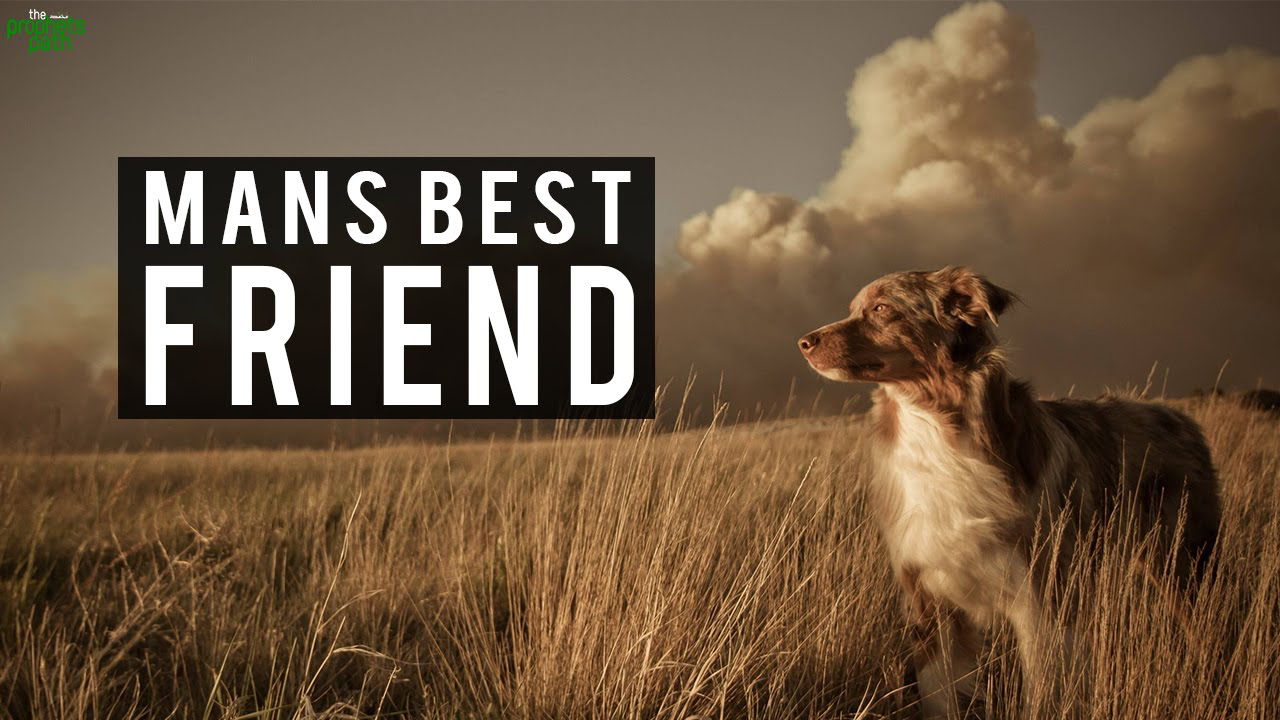 the
prophets
path
MANS BEST
FRIEND